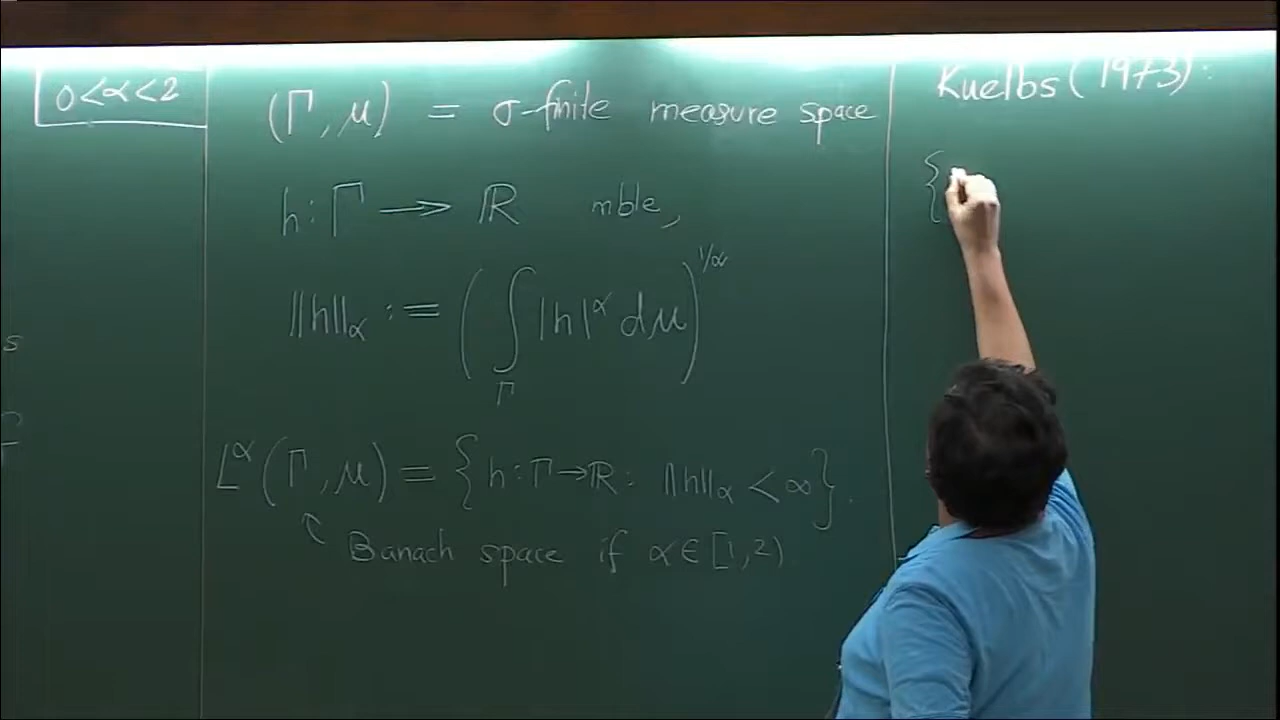 0<α<2
(Γ, μ) = σ-finite measure space
h: Γ → ℝ mble,
‖h‖_α := ( ∫_Γ |h|^α dμ )^{1/α}
L^α(Γ, μ) = { h: Γ→ℝ: ‖h‖_α < ∞ }.
Banach space if α ∈ [1, 2)
Kuelbs (1973):
{